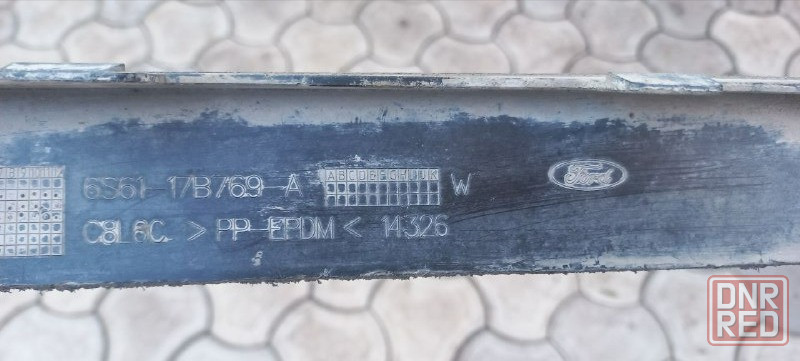 6S61-17B769-A ABCDEFGHIJK W Ford
C8L6C >PP-EPDM< 14326
DNR
RED